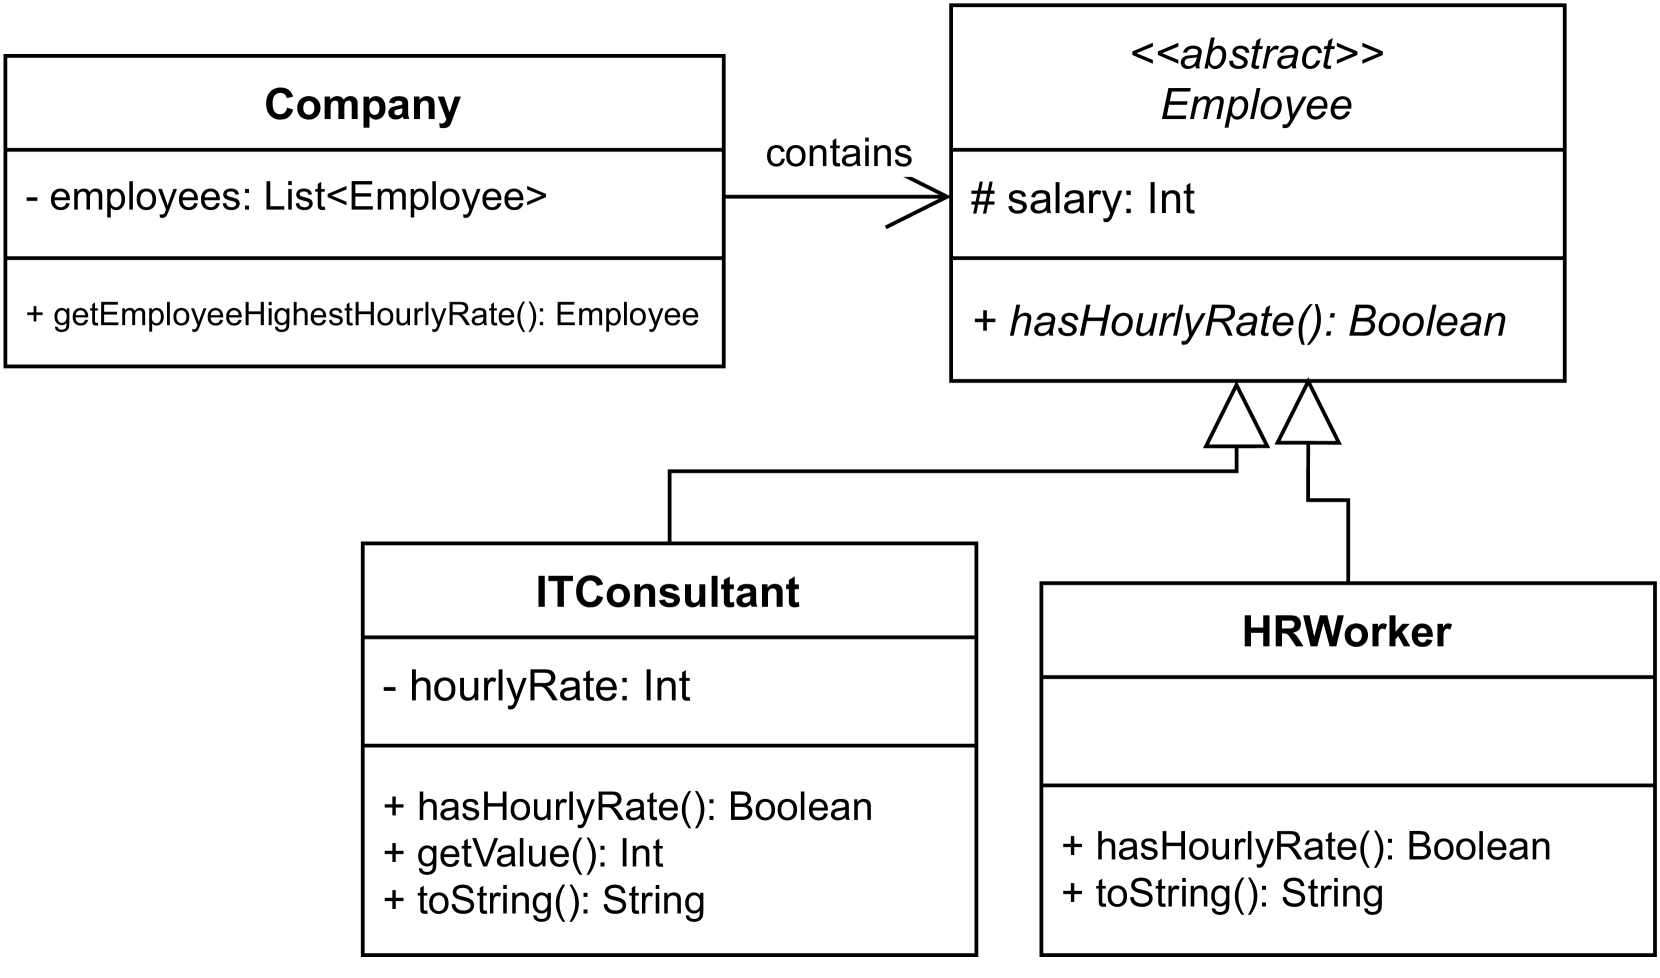 Company
- employees: List<Employee>
+ getEmployeeHighestHourlyRate(): Employee
contains
<<abstract>>
Employee
# salary: Int
+ hasHourlyRate(): Boolean
ITConsultant
- hourlyRate: Int
+ hasHourlyRate(): Boolean
+ getValue(): Int
+ toString(): String
HRWorker
+ hasHourlyRate(): Boolean
+ toString(): String